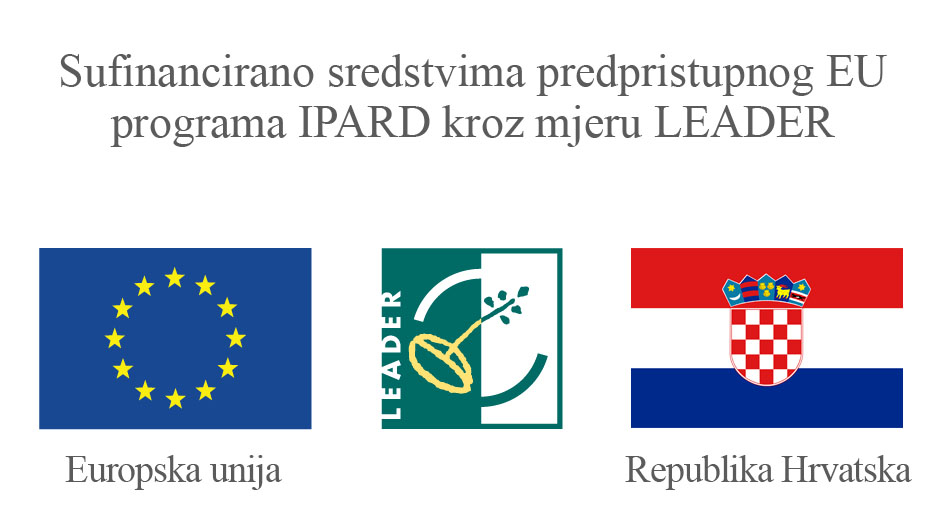 Sufinancirano sredstvima predpristupnog EU
programa IPARD kroz mjeru LEADER
LEADER
Europska unija
Republika Hrvatska